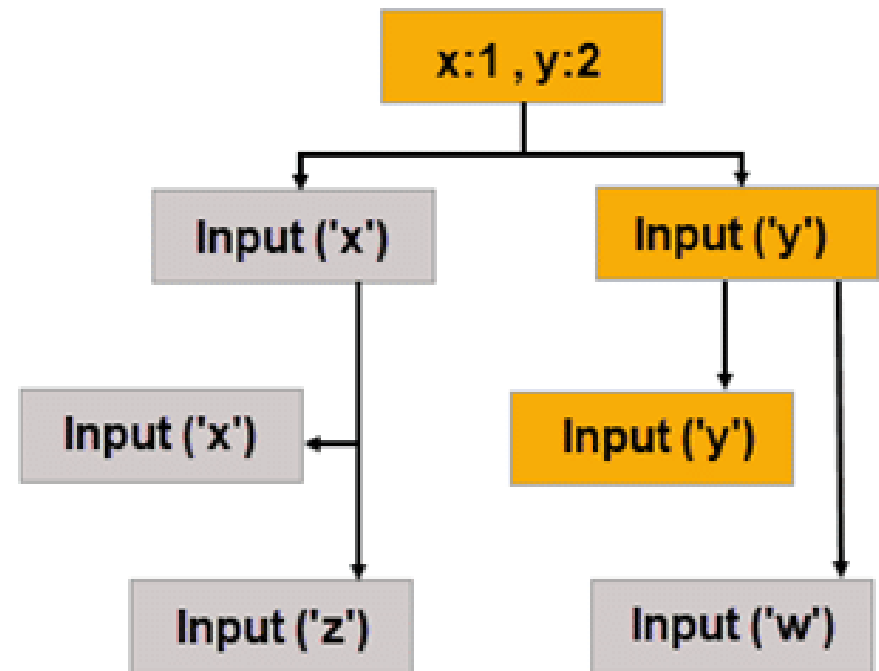 x:1 , y:2
Input ('x')
Input ('y')
Input ('x')
Input ('y')
Input ('z')
Input ('w')